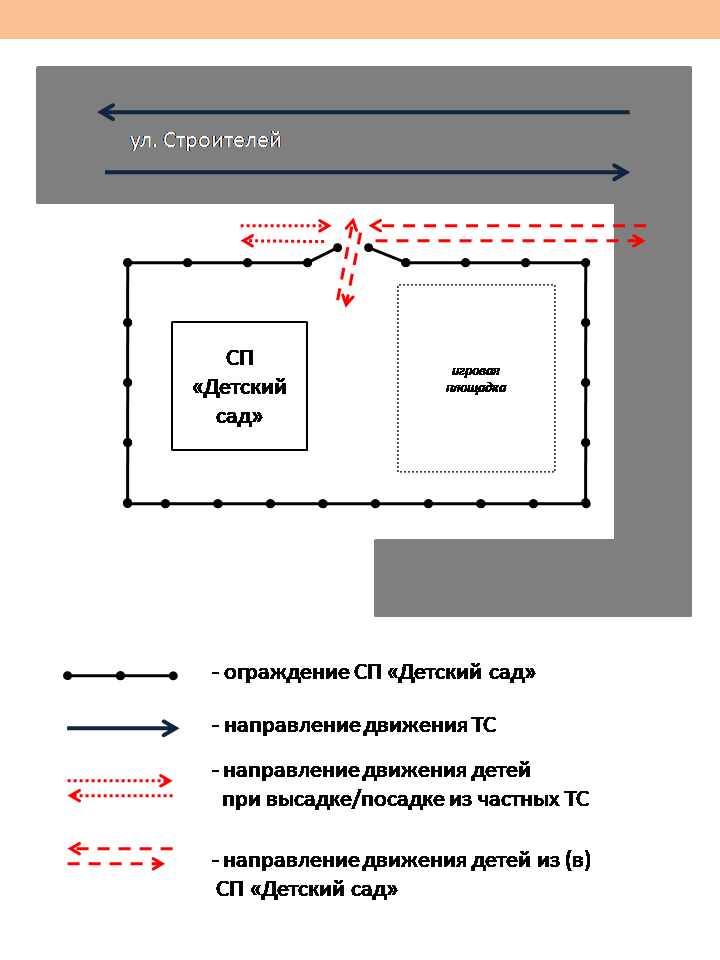 ул. Строителей
СП
«Детский
сад»
игровая
площадка
- ограждение СП «Детский сад»
- направление движения ТС
- направление движения детей
при высадке/посадке из частных ТС
- направление движения детей из (в)
СП «Детский сад»